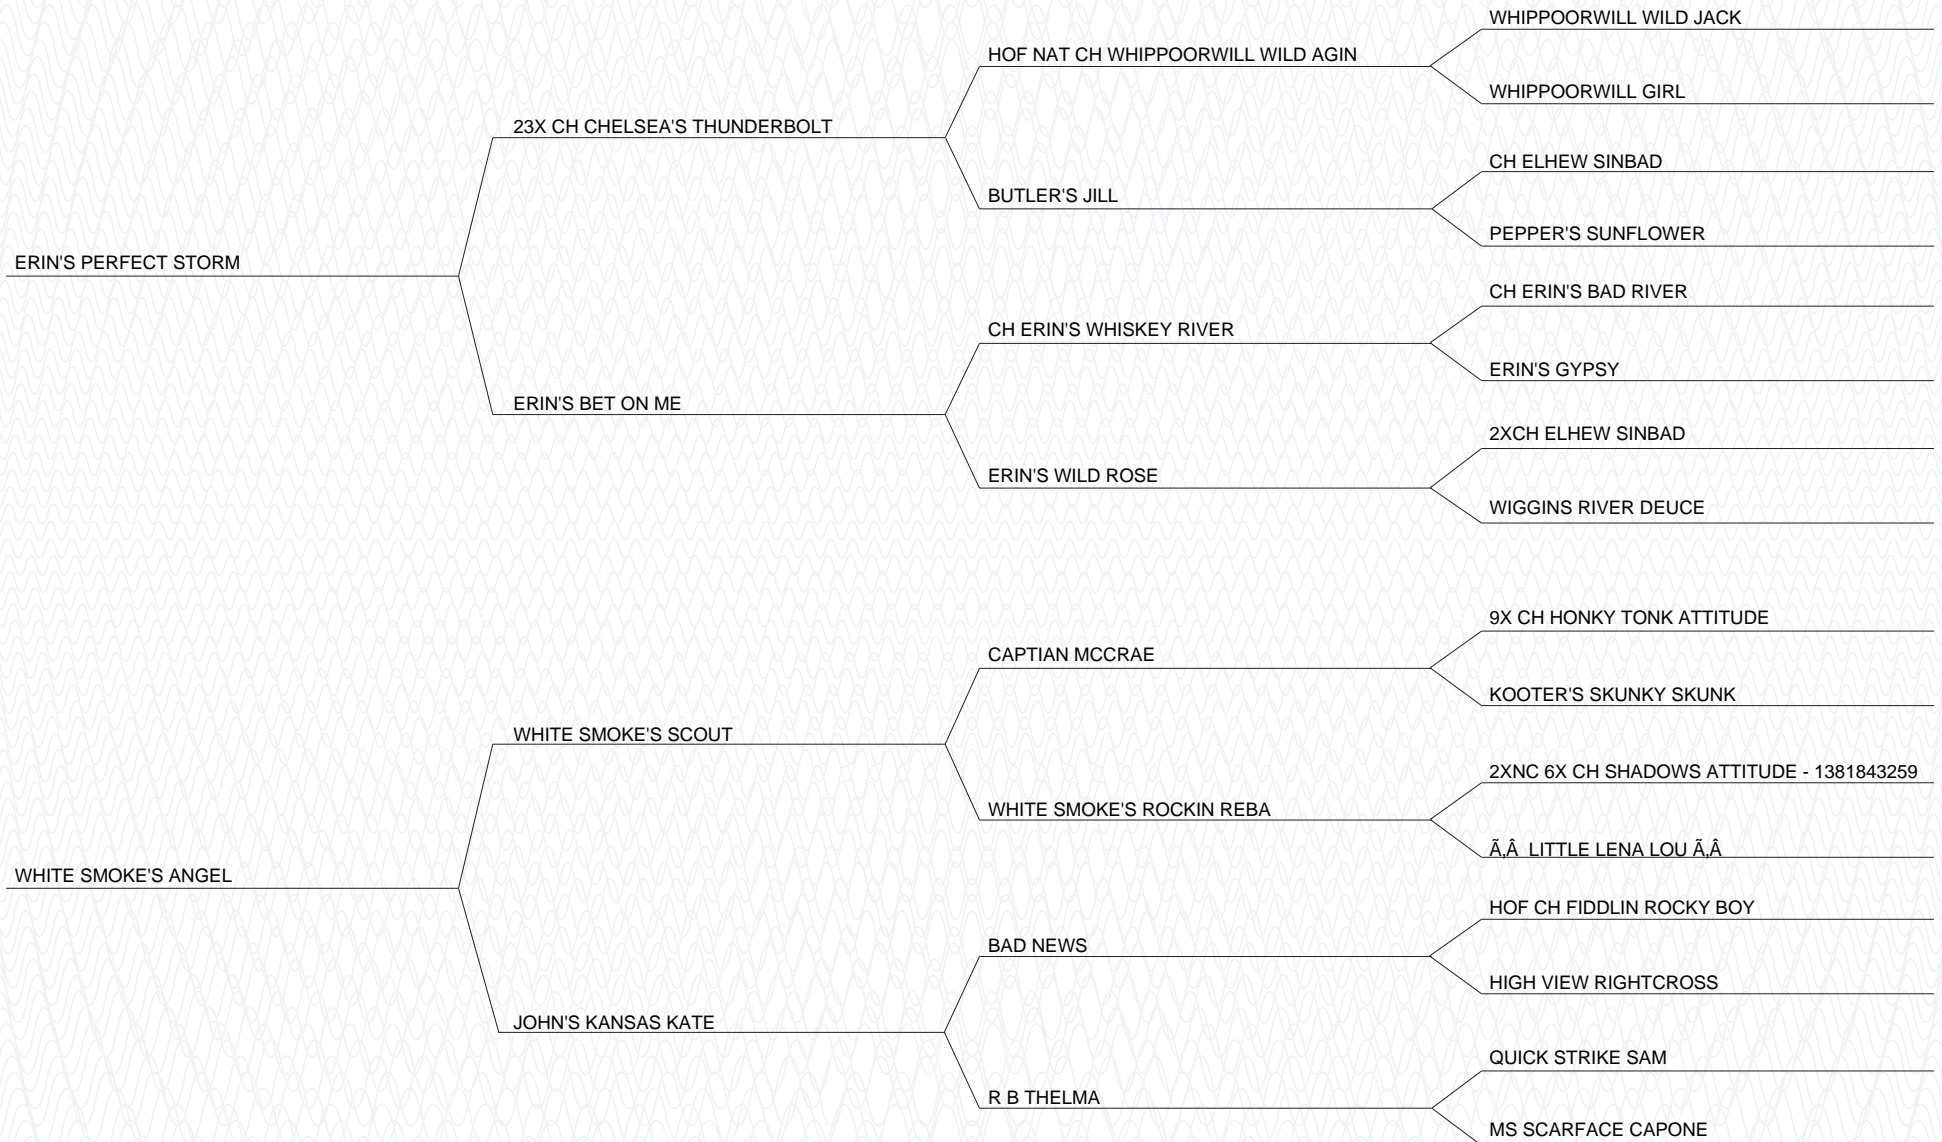 WHIPPOORWILL WILD JACK
HOF NAT CH WHIPPOORWILL WILD AGIN
WHIPPOORWILL GIRL
23X CH CHELSEA'S THUNDERBOLT
CH ELHEW SINBAD
BUTLER'S JILL
PEPPER'S SUNFLOWER
ERIN'S PERFECT STORM
CH ERIN'S BAD RIVER
CH ERIN'S WHISKEY RIVER
ERIN'S GYPSY
ERIN'S BET ON ME
2XCH ELHEW SINBAD
ERIN'S WILD ROSE
WIGGINS RIVER DEUCE
9X CH HONKY TONK ATTITUDE
CAPTIAN MCCRAE
KOOTER'S SKUNKY SKUNK
WHITE SMOKE'S SCOUT
2XNC 6X CH SHADOWS ATTITUDE - 1381843259
WHITE SMOKE'S ROCKIN REBA
Ã‚Â LITTLE LENA LOU Ã‚Â
WHITE SMOKE'S ANGEL
HOF CH FIDDLIN ROCKY BOY
BAD NEWS
HIGH VIEW RIGHTCROSS
JOHN'S KANSAS KATE
QUICK STRIKE SAM
R B THELMA
MS SCARFACE CAPONE